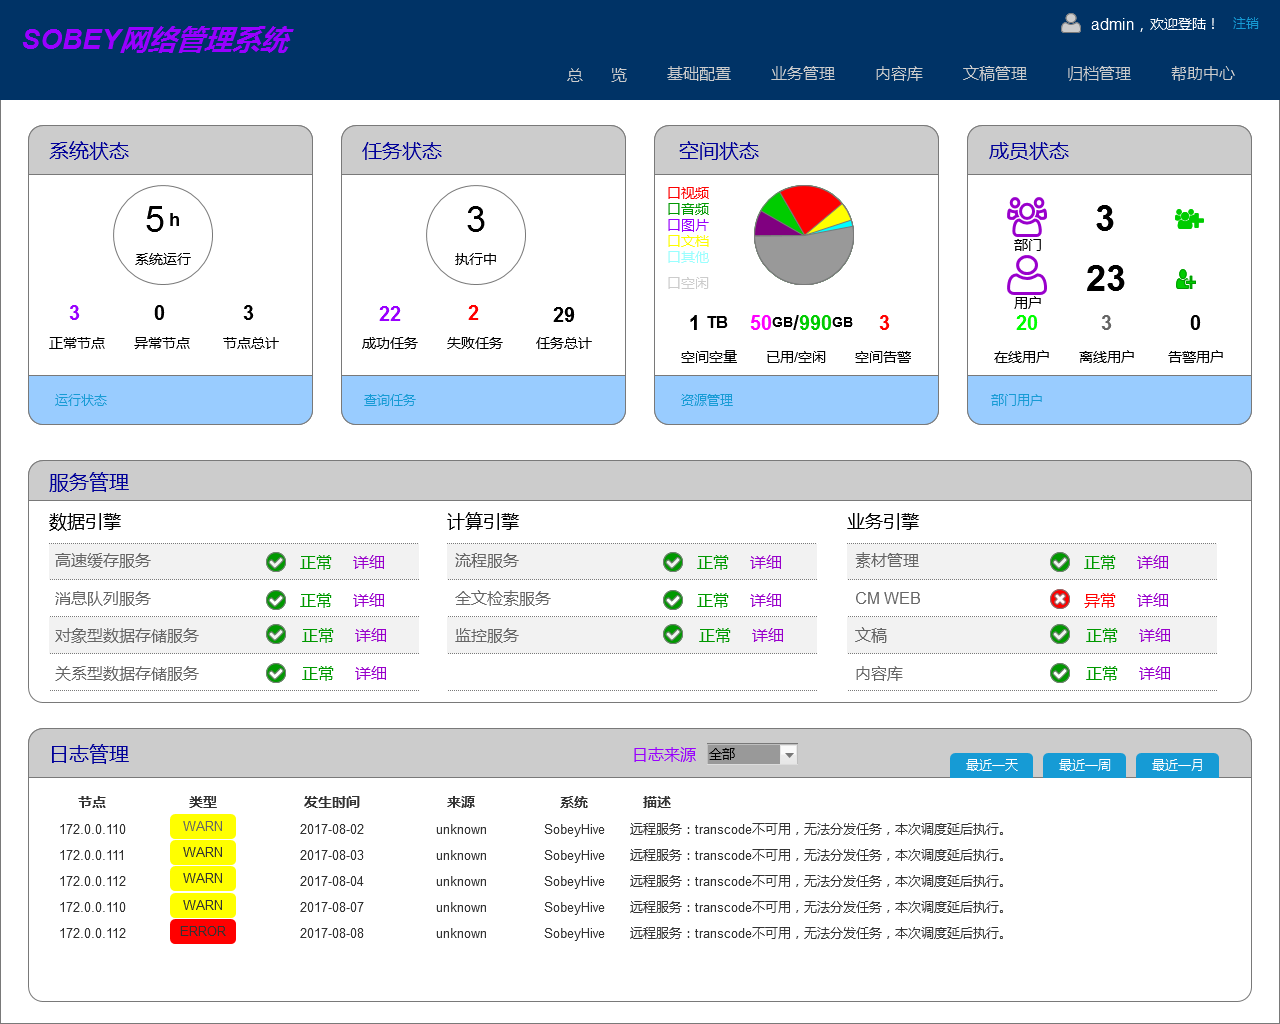 SOBEY网络管理系统
admin，欢迎登陆！ 注销
总 览 基础配置 业务管理 内容库 文稿管理 归档管理 帮助中心
系统状态
5 h
系统运行
3 0 3
正常节点 异常节点 节点总计
运行状态
任务状态
3
执行中
22 2 29
成功任务 失败任务 任务总计
查询任务
空间状态
口视频
口音频
口图片
口文档
口其他
口空闲
1 TB 50GB/990GB 3
空间空量 已用/空闲 空间告警
资源管理
成员状态
3
部门
23
用户
20 3 0
在线用户 离线用户 告警用户
部门用户
服务管理
数据引擎
高速缓存服务 正常 详细
消息队列服务 正常 详细
对象型数据存储服务 正常 详细
关系型数据存储服务 正常 详细
计算引擎
流程服务 正常 详细
全文检索服务 正常 详细
监控服务 正常 详细
业务引擎
素材管理 正常 详细
CM WEB 异常 详细
文稿 正常 详细
内容库 正常 详细
日志管理 日志来源 全部 最近一天 最近一周 最近一月
节点 类型 发生时间 来源 系统 描述
172.0.0.110 WARN 2017-08-02 unknown SobeyHive 远程服务：transcode不可用，无法分发任务，本次调度延后执行。
172.0.0.111 WARN 2017-08-03 unknown SobeyHive 远程服务：transcode不可用，无法分发任务，本次调度延后执行。
172.0.0.112 WARN 2017-08-04 unknown SobeyHive 远程服务：transcode不可用，无法分发任务，本次调度延后执行。
172.0.0.110 WARN 2017-08-07 unknown SobeyHive 远程服务：transcode不可用，无法分发任务，本次调度延后执行。
172.0.0.112 ERROR 2017-08-08 unknown SobeyHive 远程服务：transcode不可用，无法分发任务，本次调度延后执行。